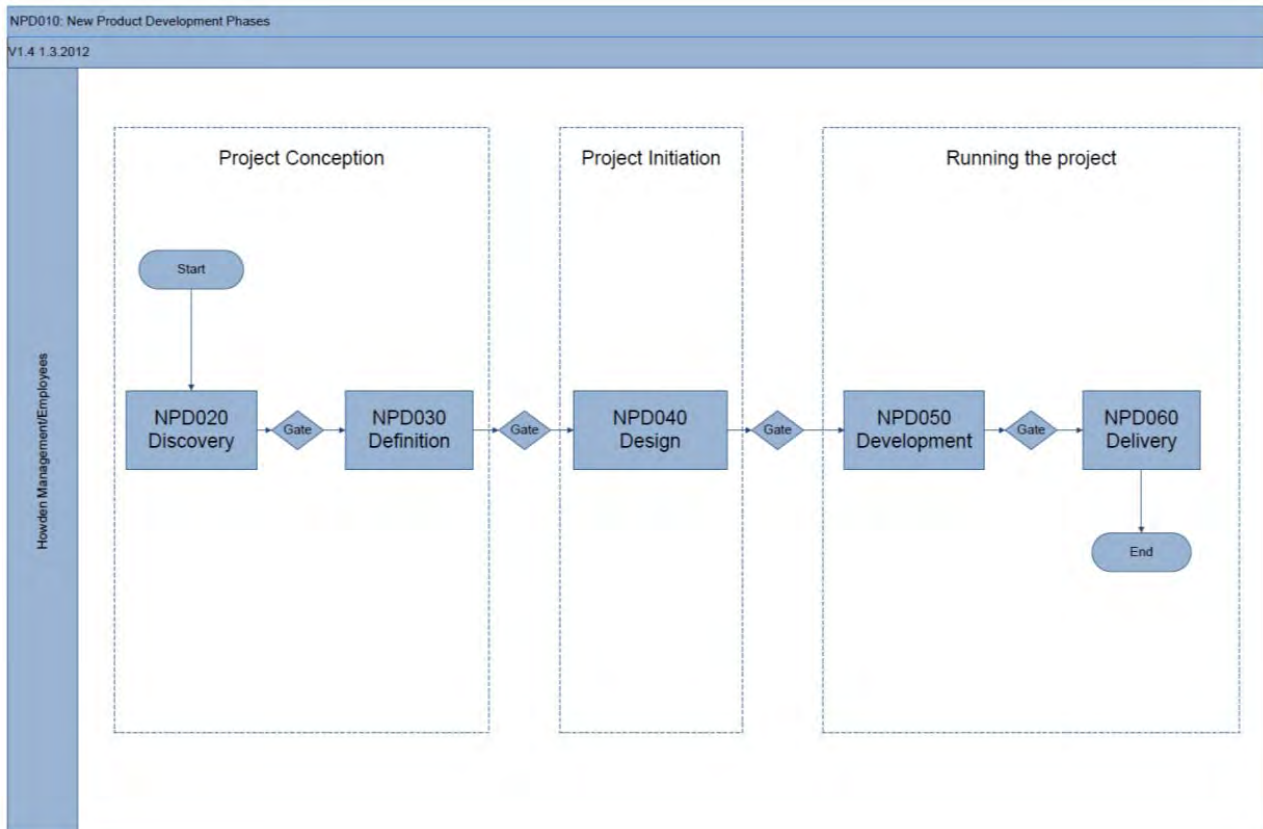 NPD010: New Product Development Phases
V1.4 1.3.2012
Howden Management/Employees
Project Conception
Project Initiation
Running the project
Start
NPD020
Discovery
Gate
NPD030
Definition
Gate
NPD040
Design
Gate
NPD050
Development
Gate
NPD060
Delivery
End